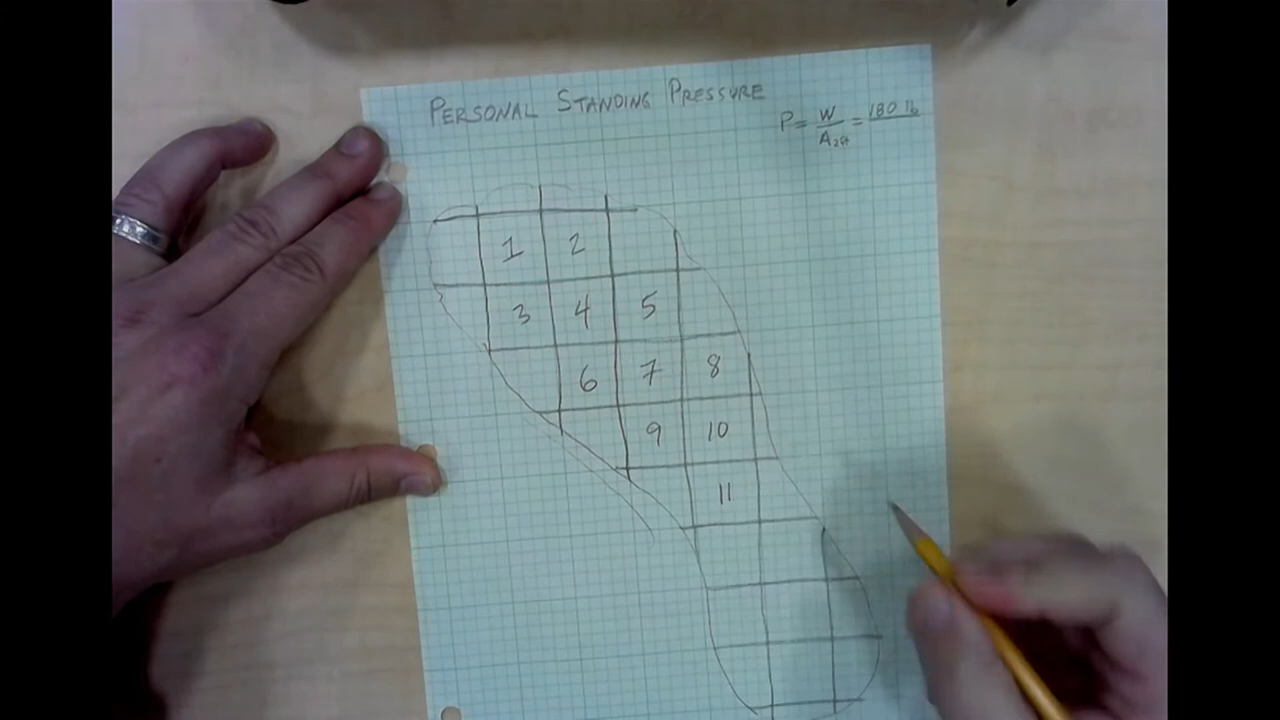 PERSONAL STANDING PRESSURE
P = W/A2ft = 180 lb
1 2
3 4 5
6 7 8
9 10
11